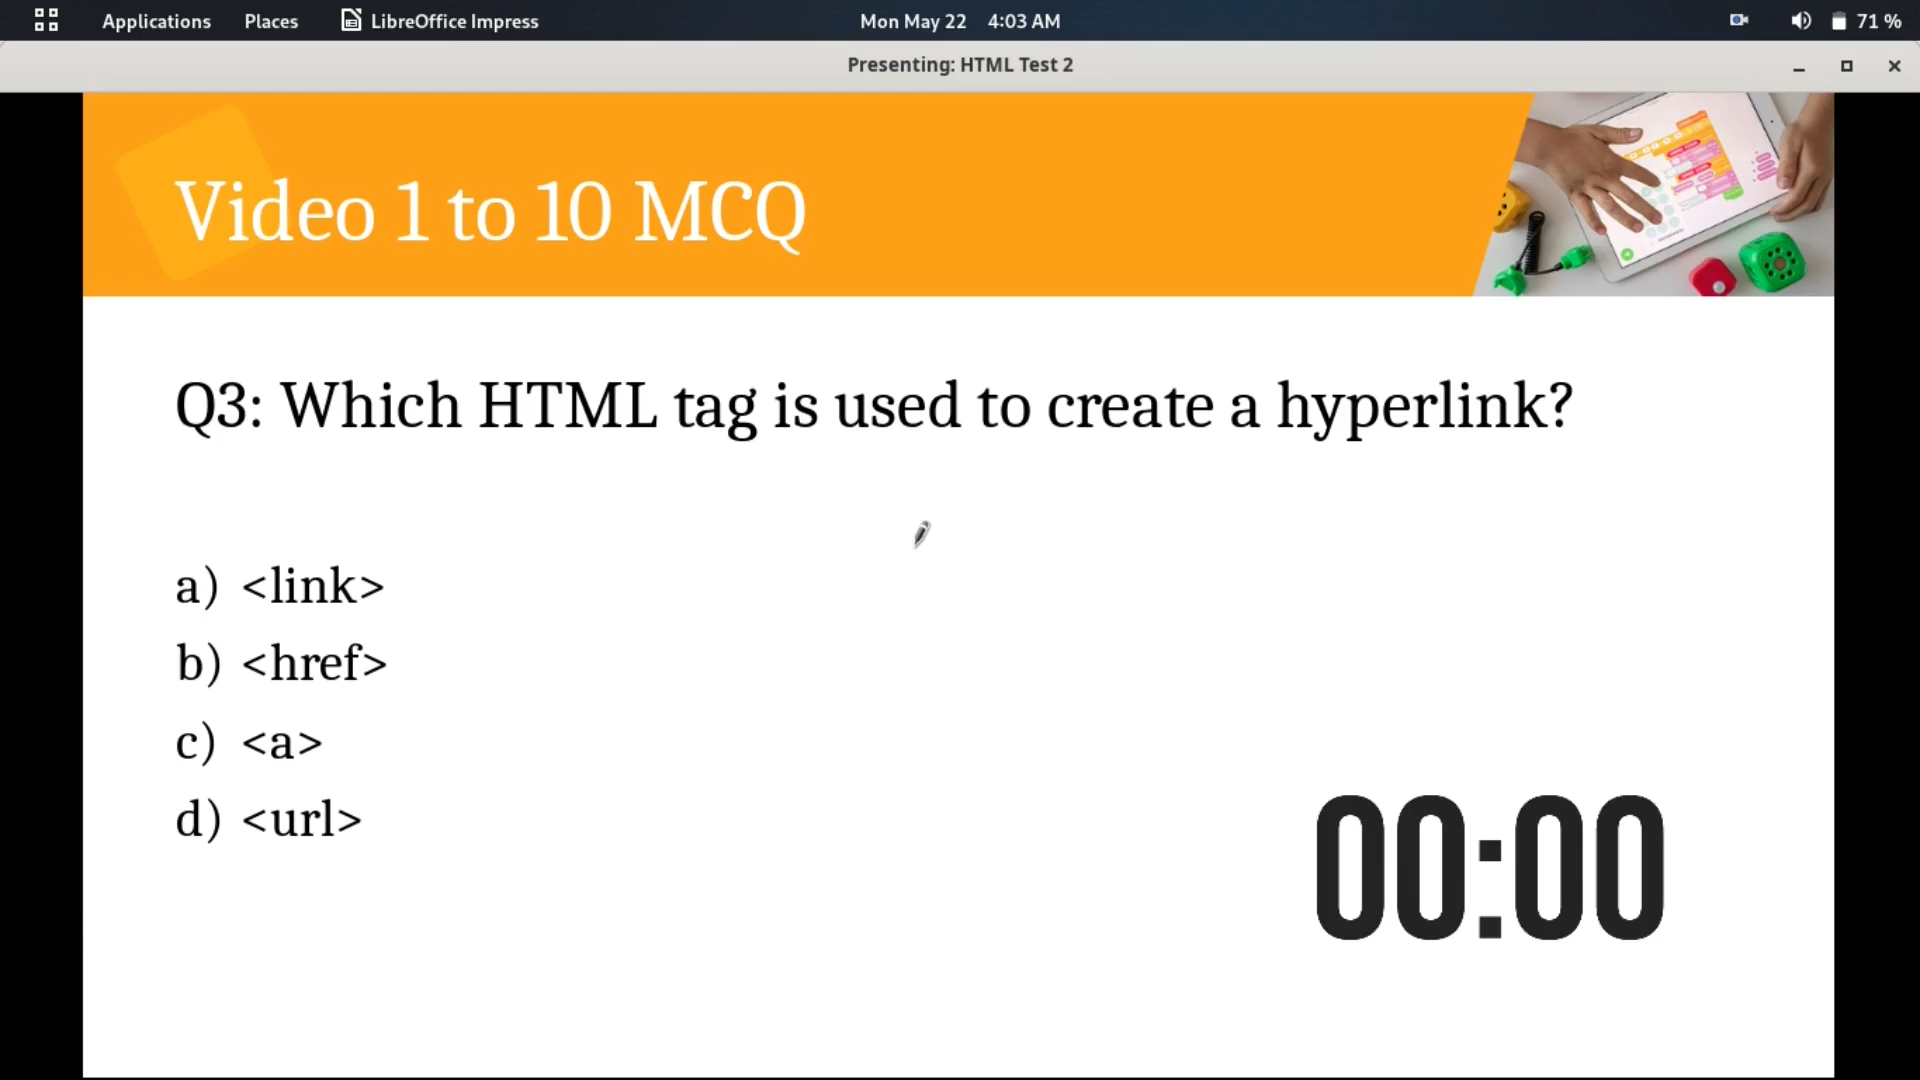 Applications Places LibreOffice Impress Mon May 22 4:03 AM 71 %
Presenting: HTML Test 2
Video 1 to 10 MCQ
Q3: Which HTML tag is used to create a hyperlink?
a) <link>
b) <href>
c) <a>
d) <url>
00:00